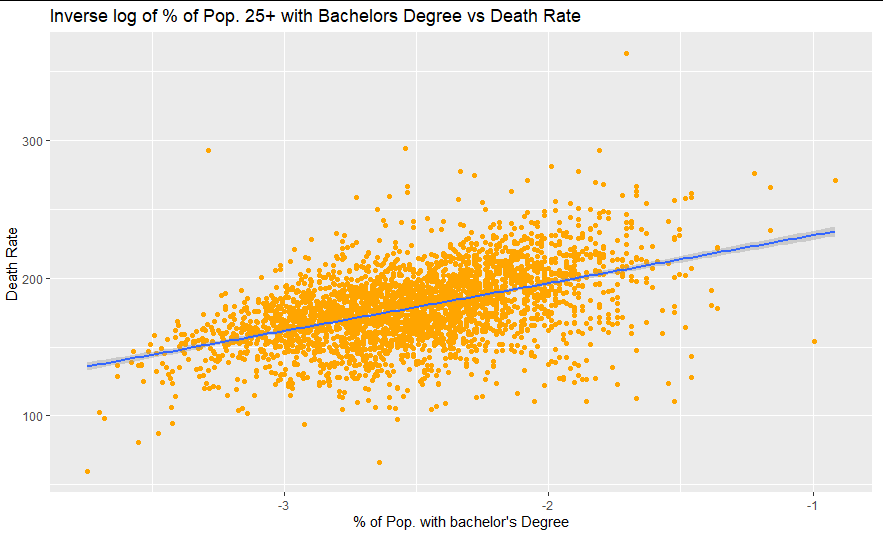 Inverse log of % of Pop. 25+ with Bachelors Degree vs Death Rate
Death Rate
300
200
100
-3
-2
-1
% of Pop. with bachelor's Degree